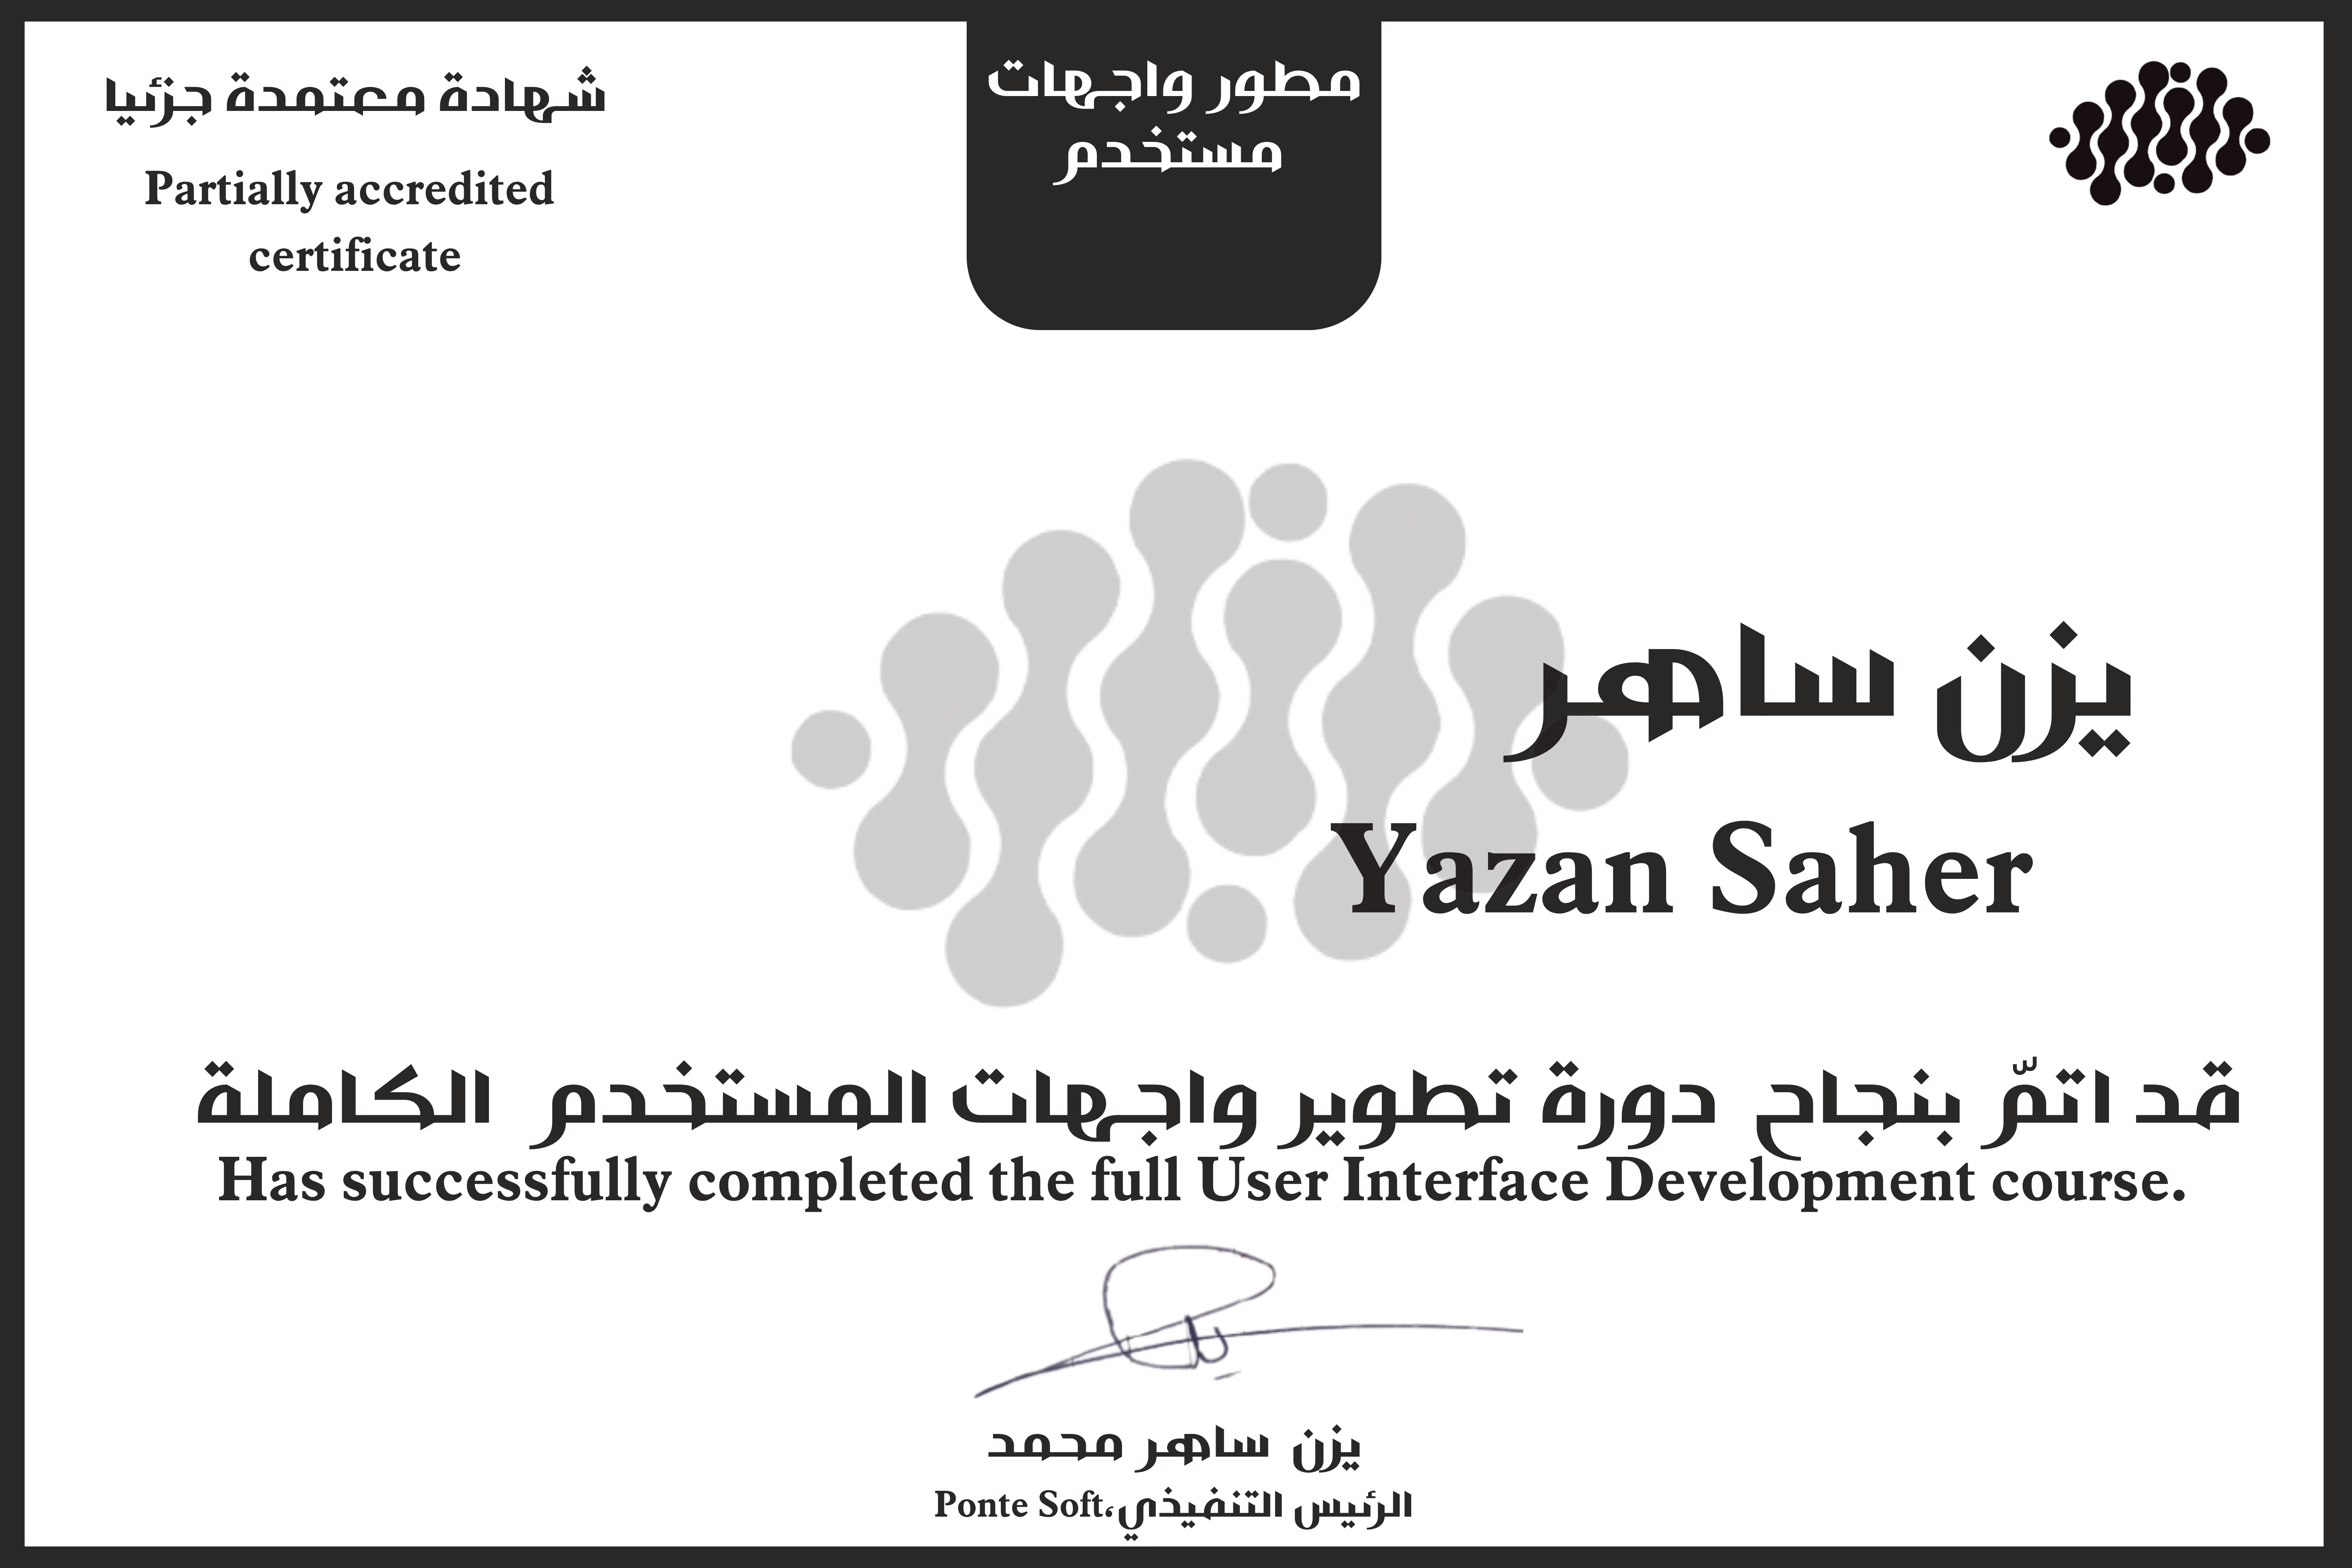 شهادة معتمدة جزئيا
Partially accredited
certificate
مطور واجهات
مستخدم
يزن ساهر
Yazan Saher
قد اتمّ بنجاح دورة تطوير واجهات المستخدم الكاملة
Has successfully completed the full User Interface Development course.
يزن ساهر محمد
الرئيس التنفيذي، Ponte Soft